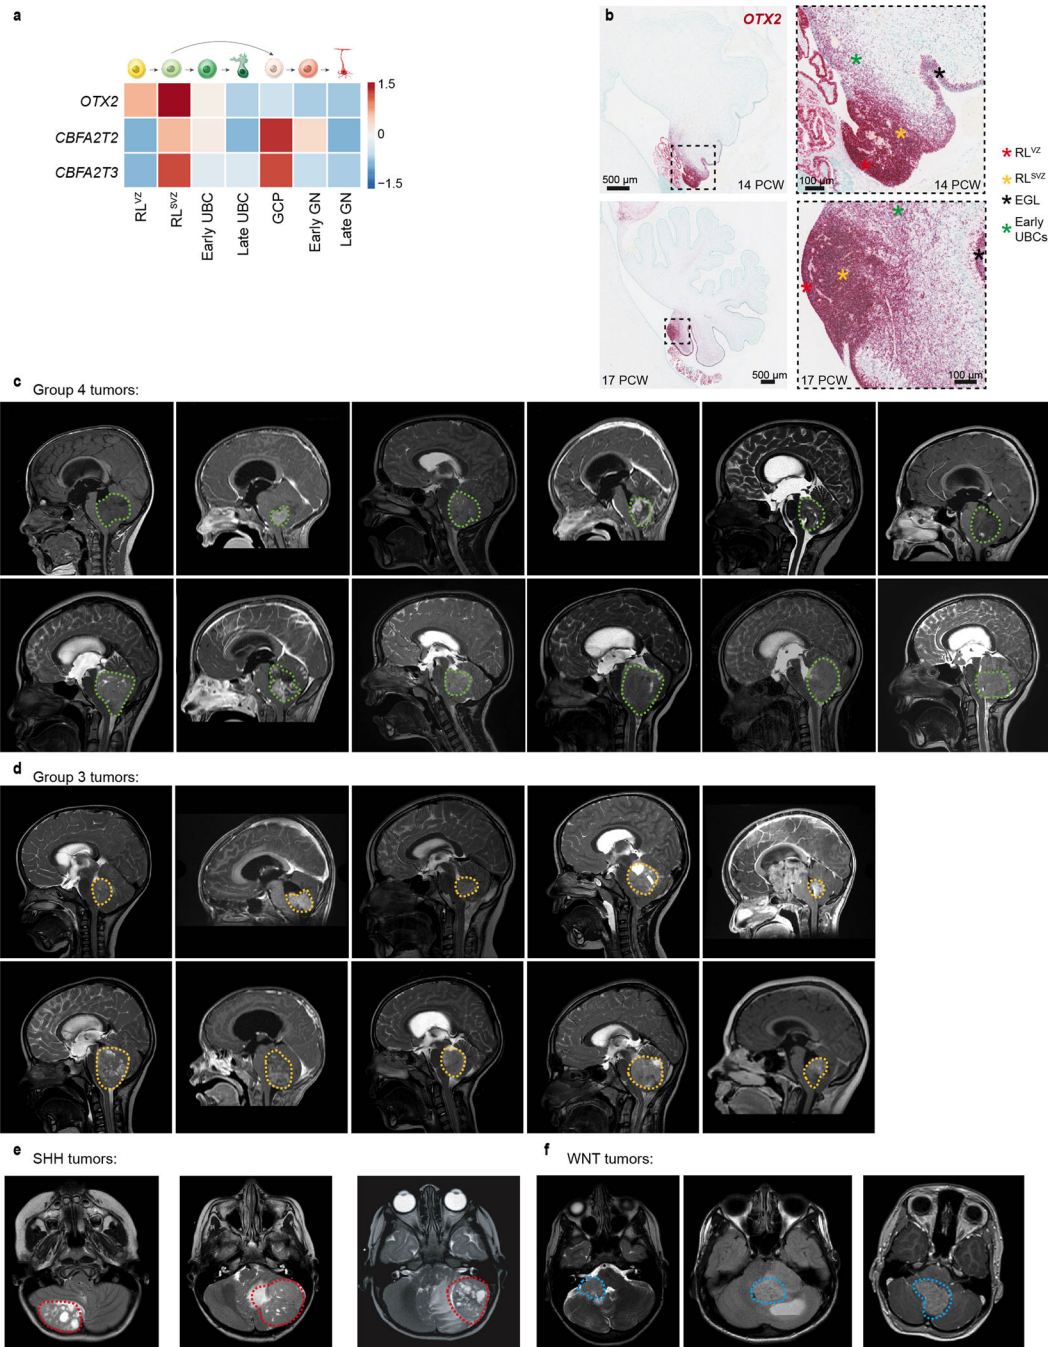 a
OTX2
CBFA2T2
CBFA2T3
1.5
0
−1.5
RLVZ
RLSVZ
Early UBC
Late UBC
GCP
Early GN
Late GN
b
OTX2
500 µm
14 PCW
100 µm
14 PCW
* RLVZ
* RLSVZ
* EGL
* Early
UBCs
17 PCW
500 µm
17 PCW
100 µm
c
Group 4 tumors:
d
Group 3 tumors:
e
SHH tumors:
f
WNT tumors: